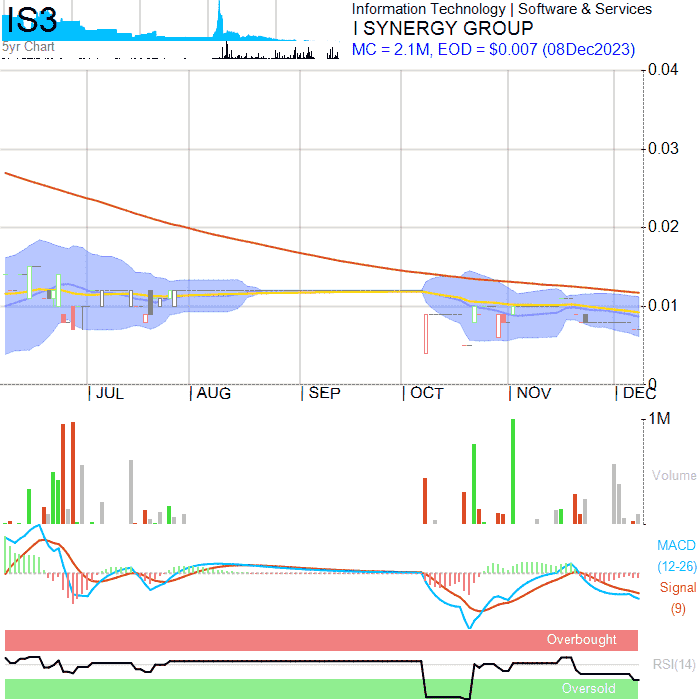 IS3
5yr Chart
Information Technology | Software & Services
I SYNERGY GROUP
MC = 2.1M, EOD = $0.007 (08Dec2023)
0.04
0.03
0.02
0.01
0
JUL AUG SEP OCT NOV DEC
1M
Volume
MACD
(12-26)
Signal
(9)
Overbought
RSI(14)
Oversold